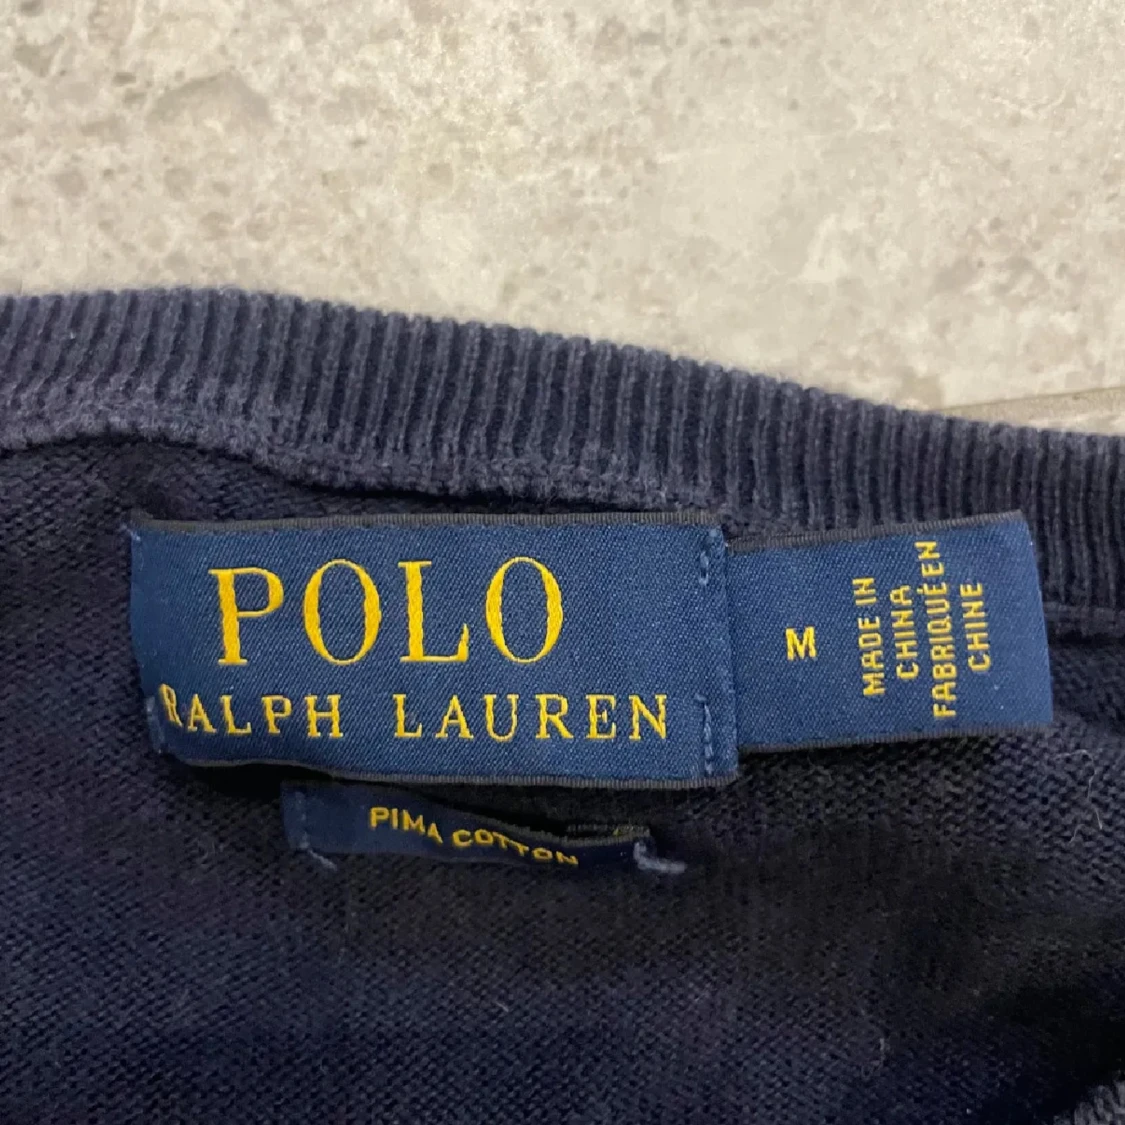 POLO
RALPH LAUREN
M
MADE IN
CHINA
FABRIQUÉ EN
CHINE
PIMA COTTON